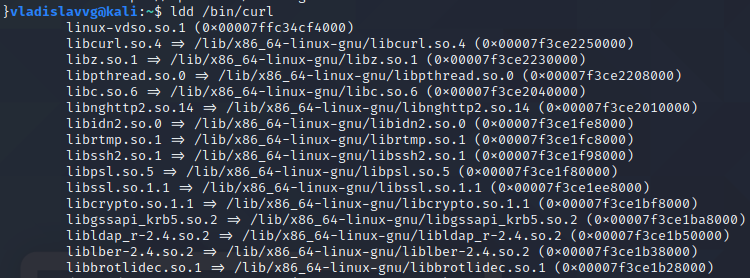 }vladislavvg@kali:~$ ldd /bin/curl
linux-vdso.so.1 (0×00007ffc34cf4000)
libcurl.so.4 ⇒ /lib/x86_64-linux-gnu/libcurl.so.4 (0×00007f3ce2250000)
libz.so.1 ⇒ /lib/x86_64-linux-gnu/libz.so.1 (0×00007f3ce2230000)
libpthread.so.0 ⇒ /lib/x86_64-linux-gnu/libpthread.so.0 (0×00007f3ce2208000)
libc.so.6 ⇒ /lib/x86_64-linux-gnu/libc.so.6 (0×00007f3ce2040000)
libnghttp2.so.14 ⇒ /lib/x86_64-linux-gnu/libnghttp2.so.14 (0×00007f3ce2010000)
libidn2.so.0 ⇒ /lib/x86_64-linux-gnu/libidn2.so.0 (0×00007f3ce1fe8000)
librtmp.so.1 ⇒ /lib/x86_64-linux-gnu/librtmp.so.1 (0×00007f3ce1fc8000)
libssh2.so.1 ⇒ /lib/x86_64-linux-gnu/libssh2.so.1 (0×00007f3ce1f98000)
libpsl.so.5 ⇒ /lib/x86_64-linux-gnu/libpsl.so.5 (0×00007f3ce1f80000)
libssl.so.1.1 ⇒ /lib/x86_64-linux-gnu/libssl.so.1.1 (0×00007f3ce1ee8000)
libcrypto.so.1.1 ⇒ /lib/x86_64-linux-gnu/libcrypto.so.1.1 (0×00007f3ce1bf8000)
libgssapi_krb5.so.2 ⇒ /lib/x86_64-linux-gnu/libgssapi_krb5.so.2 (0×00007f3ce1ba8000)
libldap_r-2.4.so.2 ⇒ /lib/x86_64-linux-gnu/libldap_r-2.4.so.2 (0×00007f3ce1b50000)
liblber-2.4.so.2 ⇒ /lib/x86_64-linux-gnu/liblber-2.4.so.2 (0×00007f3ce1b38000)
libbrotlidec.so.1 ⇒ /lib/x86_64-linux-gnu/libbrotlidec.so.1 (0×00007f3ce1b28000)